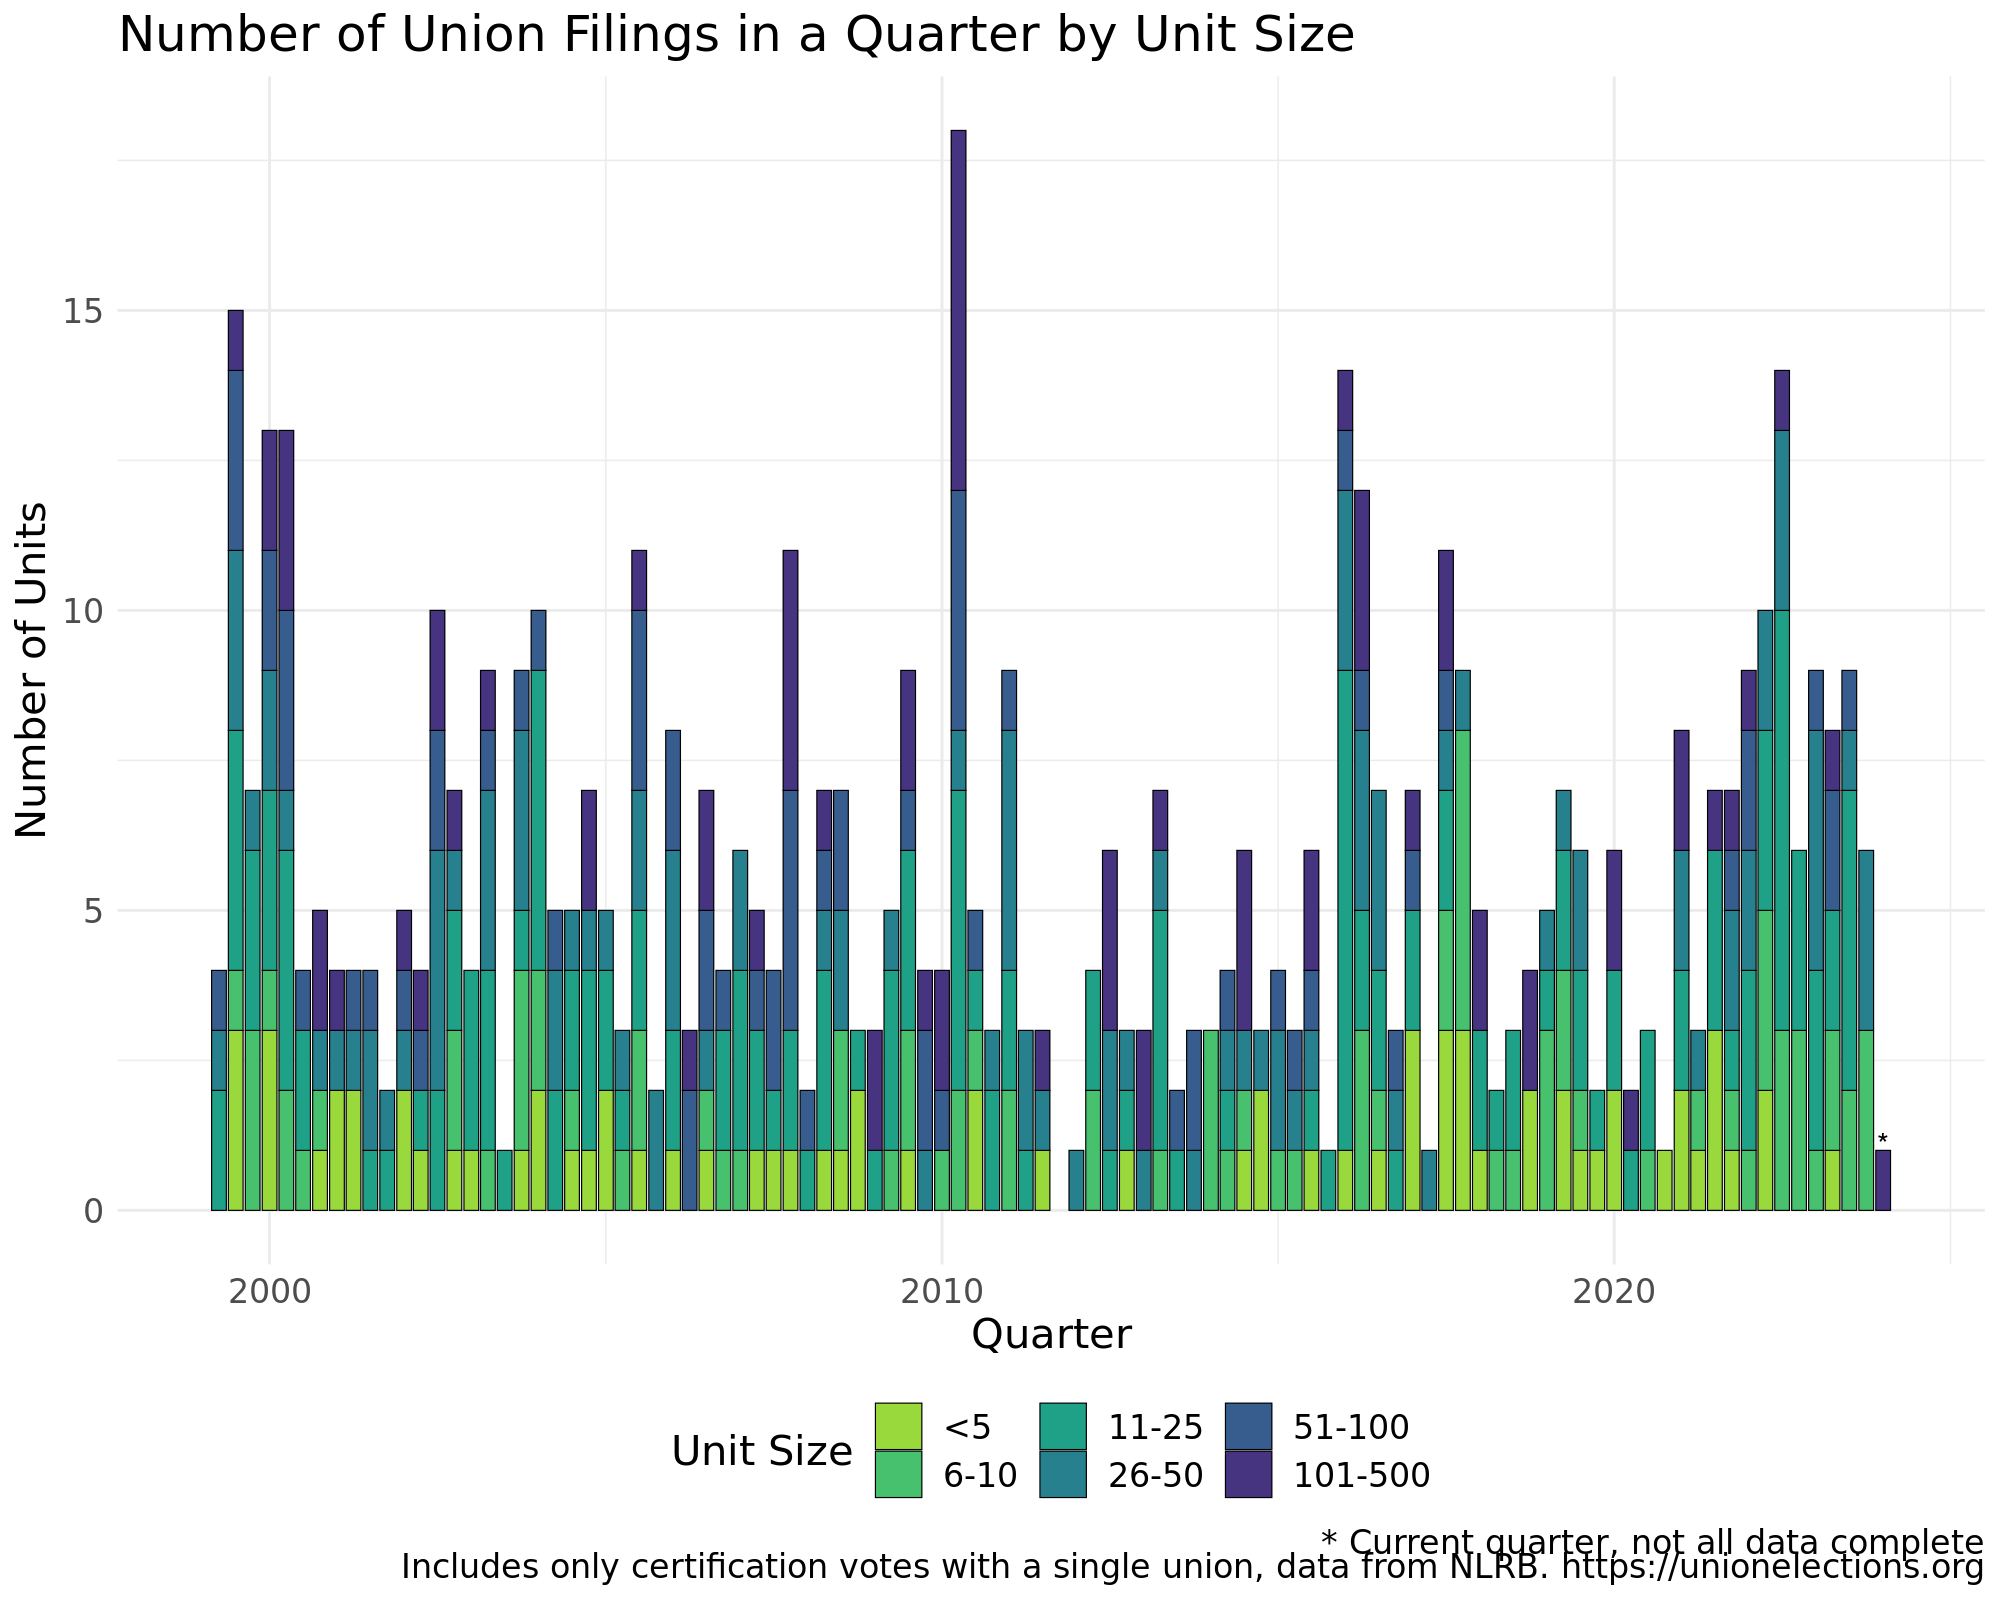 Number of Union Filings in a Quarter by Unit Size
Number of Units
15
10
5
0
*
2000 2010 2020
Quarter
Unit Size
<5 11-25 51-100
6-10 26-50 101-500
* Current quarter, not all data complete
Includes only certification votes with a single union, data from NLRB. https://unionelections.org